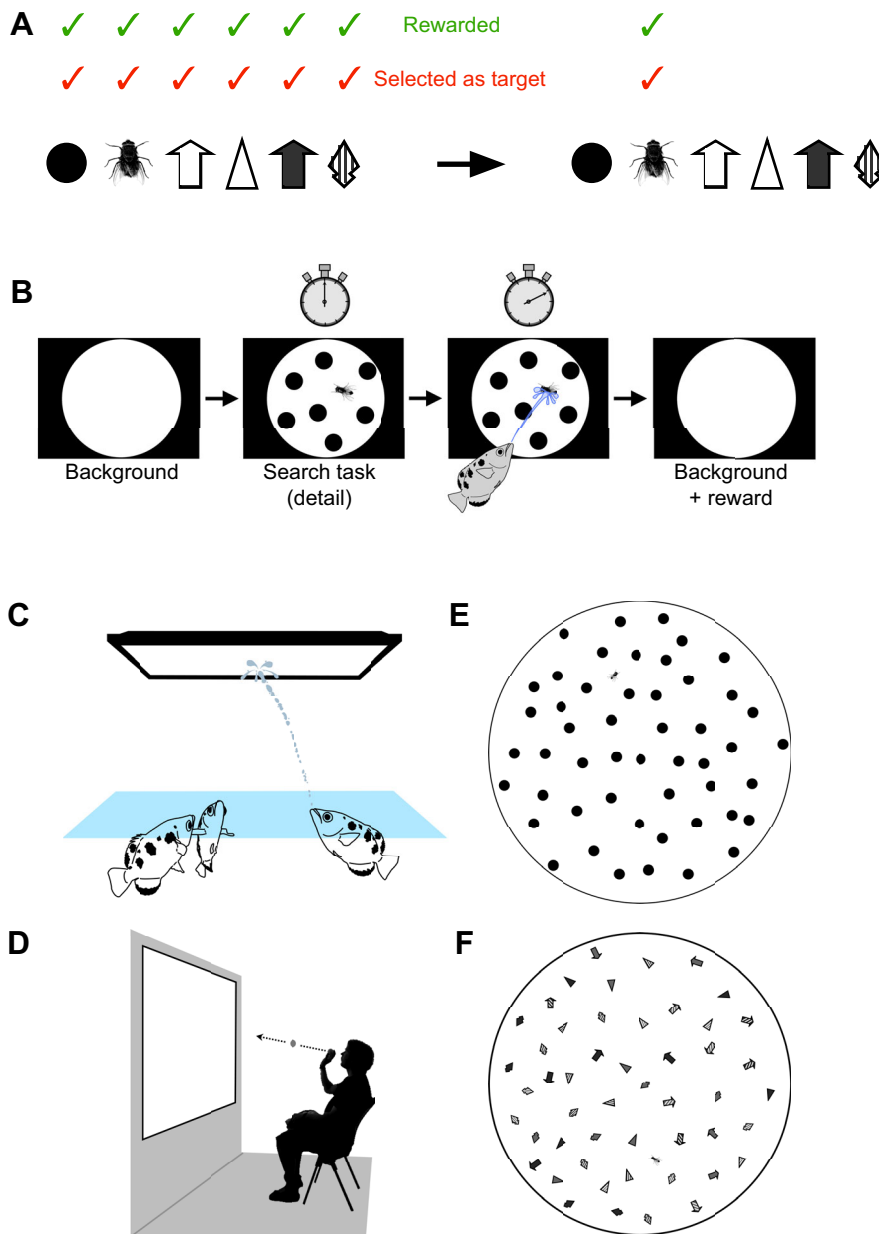 A
Rewarded
Selected as target
B
Background
Search task
(detail)
Background
+ reward
C
E
D
F